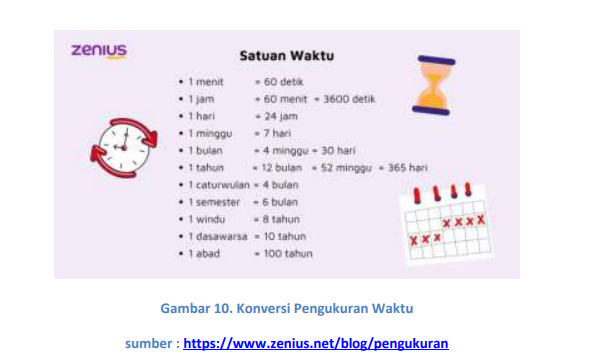 zenius
Satuan Waktu
• 1 menit = 60 detik
• 1 jam = 60 menit = 3600 detik
• 1 hari = 24 jam
• 1 minggu = 7 hari
• 1 bulan = 4 minggu = 30 hari
• 1 tahun = 12 bulan = 52 minggu = 365 hari
• 1 caturwulan = 4 bulan
• 1 semester = 6 bulan
• 1 windu = 8 tahun
• 1 dasawarsa = 10 tahun
• 1 abad = 100 tahun
Gambar 10. Konversi Pengukuran Waktu
sumber : https://www.zenius.net/blog/pengukuran